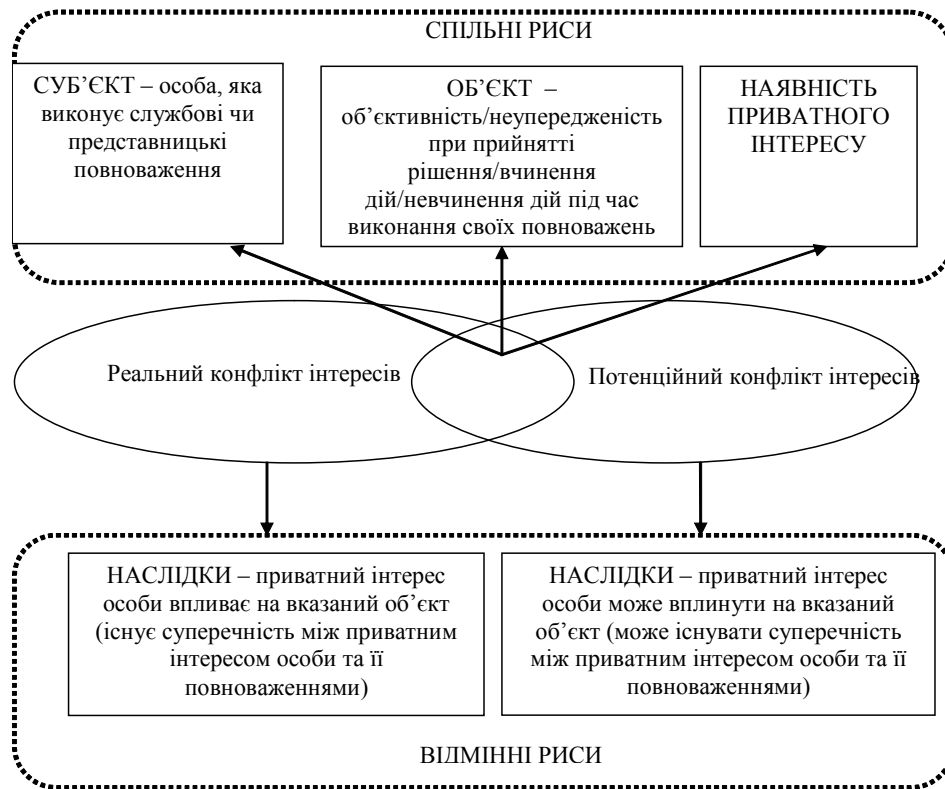 СПІЛЬНІ РИСИ
СУБ’ЄКТ – особа, яка
виконує службові чи
представницькі
повноваження
ОБ’ЄКТ –
об’єктивність/неупередженість
при прийнятті
рішення/вчинення
дій/невчинення дій під час
виконання своїх повноважень
НАЯВНІСТЬ
ПРИВАТНОГО
ІНТЕРЕСУ
Реальний конфлікт інтересів
Потенційний конфлікт інтересів
НАСЛІДКИ – приватний інтерес
особи впливає на вказаний об’єкт
(існує суперечність між приватним
інтересом особи та її
повноваженнями)
НАСЛІДКИ – приватний інтерес
особи може вплинути на вказаний
об’єкт (може існувати суперечність
між приватним інтересом особи та її
повноваженнями)
ВІДМІННІ РИСИ